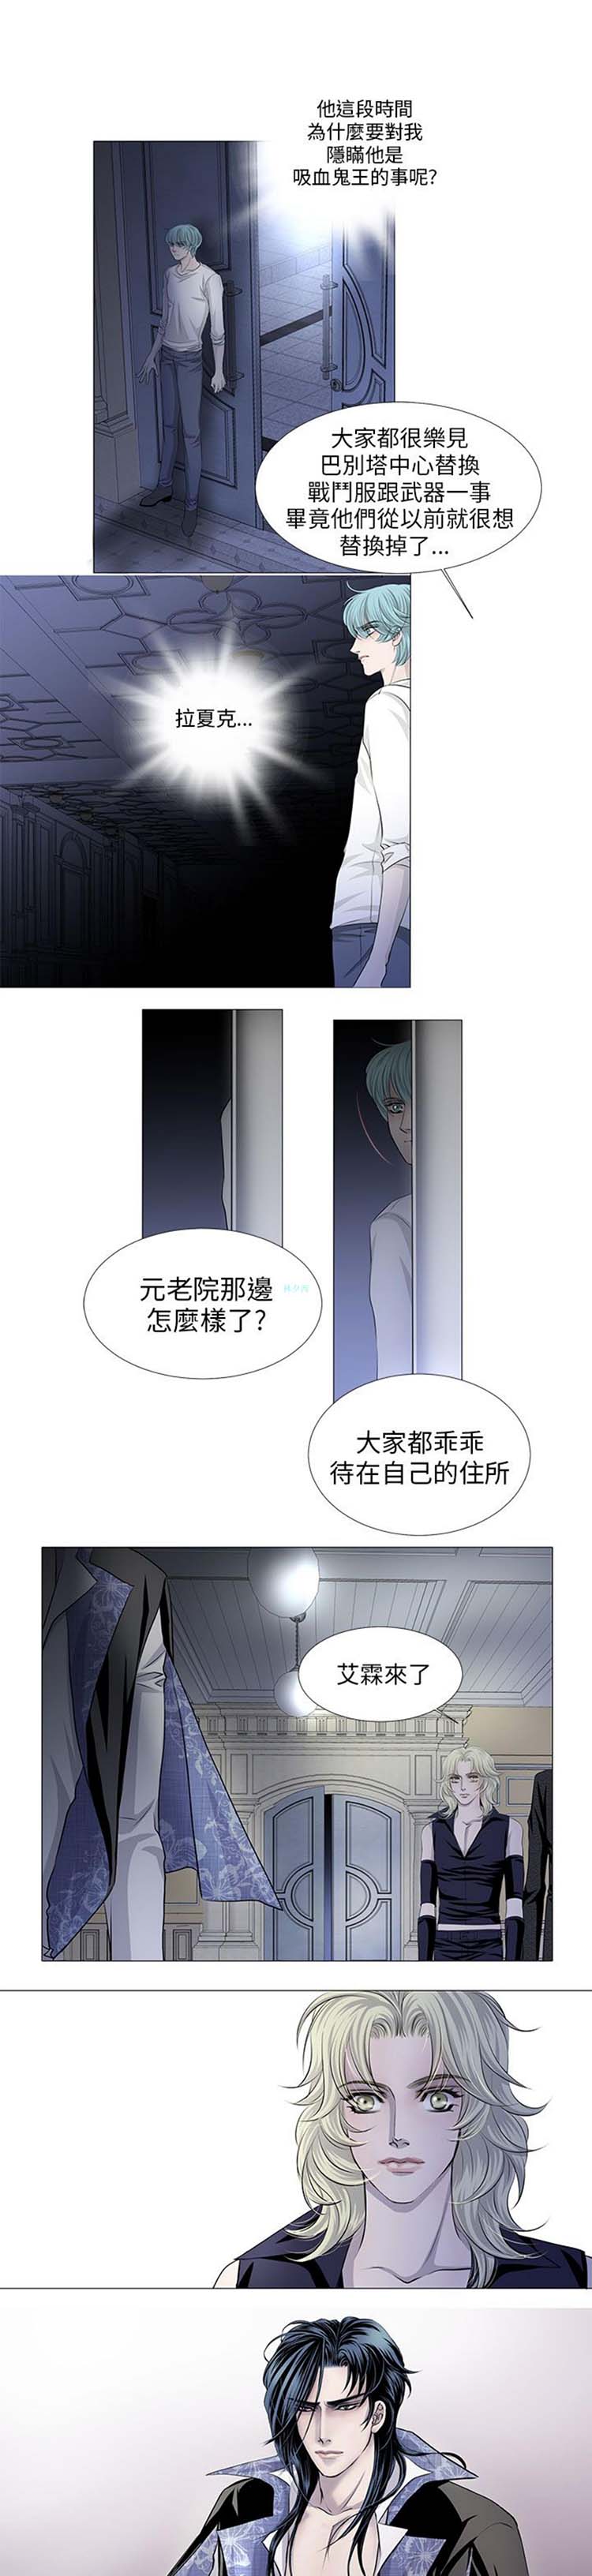 他這段時間
為什麼要對我
隱瞞他是
吸血鬼王的事呢?
大家都很樂見
巴別塔中心替換
戰鬥服跟武器一事
畢竟他們從以前就很想
替換掉了...
拉夏克...
元老院那邊
怎麼樣了?
大家都乖乖
待在自己的住所
艾霖來了